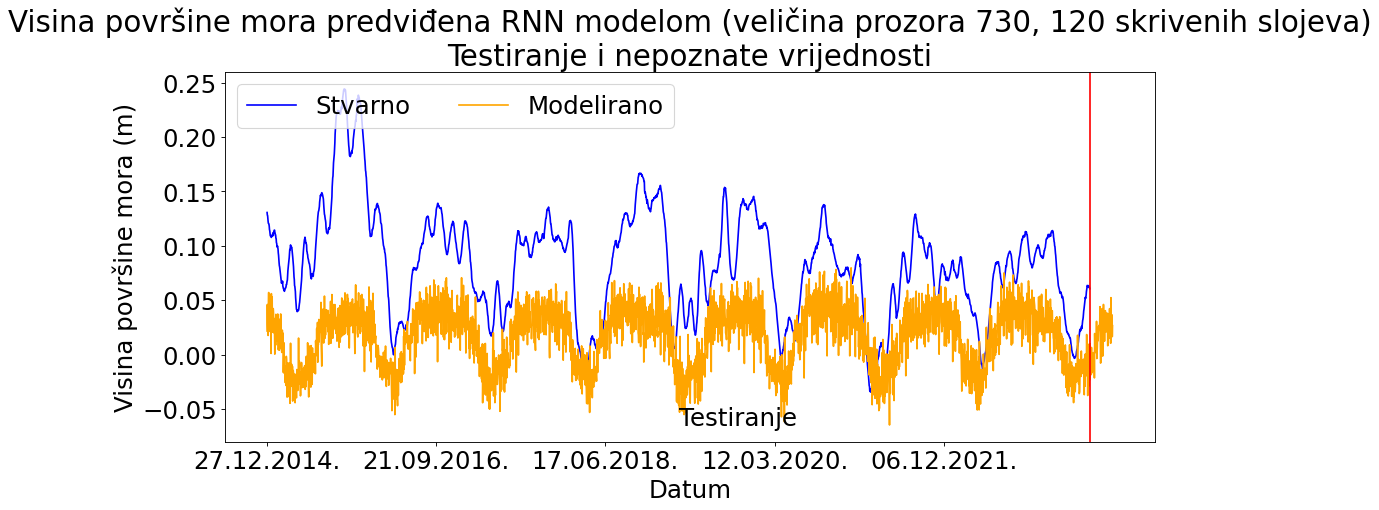 Visina površine mora predviđena RNN modelom (veličina prozora 730, 120 skrivenih slojeva)
Testiranje i nepoznate vrijednosti
Stvarno
Modelirano
Visina površine mora (m)
0.25
0.20
0.15
0.10
0.05
0.00
−0.05
Testiranje
27.12.2014.
21.09.2016.
17.06.2018.
12.03.2020.
06.12.2021.
Datum